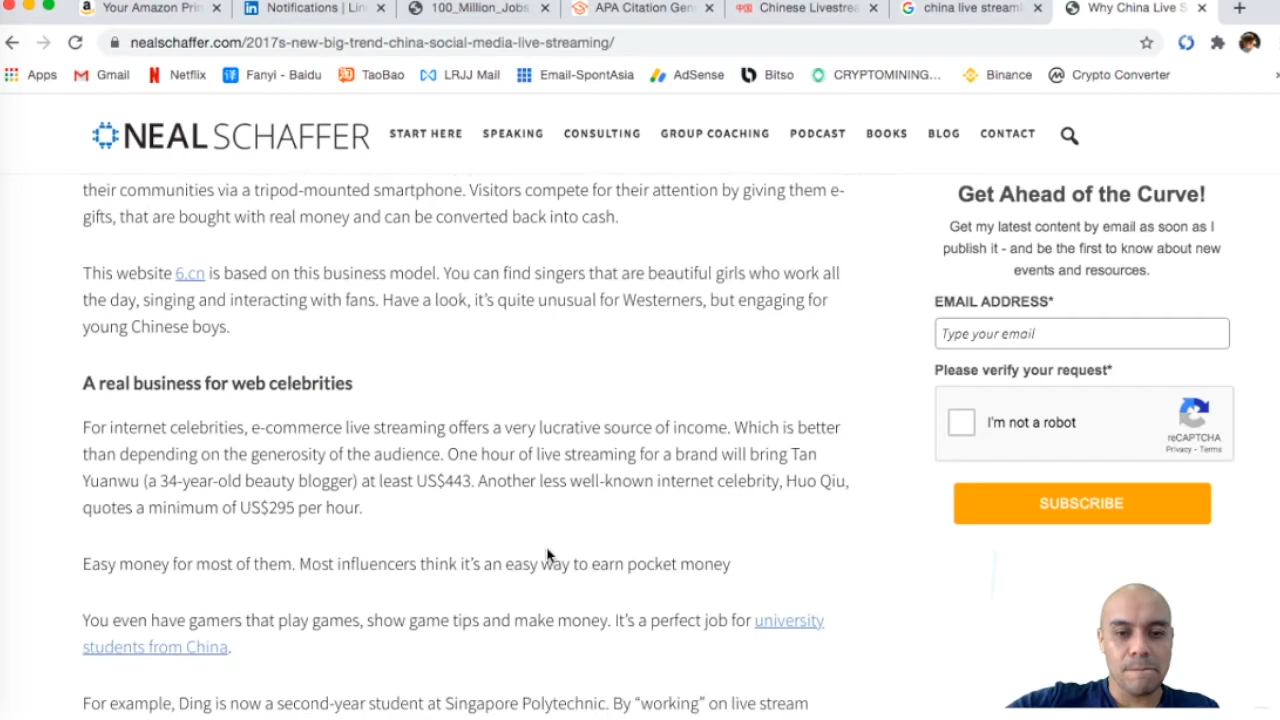 Your Amazon Pri
Notifications | Lin
100_Million_Jobs
APA Citation Gen
Chinese Livestrea
china live streami
Why China Live S
nealschaffer.com/2017s-new-big-trend-china-social-media-live-streaming/
Apps
Gmail
Netflix
Fanyi - Baidu
TaoBao
LRJJ Mail
Email-SpontAsia
AdSense
Bitso
CRYPTOMINING...
Binance
Crypto Converter
NEAL SCHAFFER
START HERE
SPEAKING
CONSULTING
GROUP COACHING
PODCAST
BOOKS
BLOG
CONTACT
their communities via a tripod-mounted smartphone. Visitors compete for their attention by giving them e-
gifts, that are bought with real money and can be converted back into cash.
This website 6.cn is based on this business model. You can find singers that are beautiful girls who work all
the day, singing and interacting with fans. Have a look, it's quite unusual for Westerners, but engaging for
young Chinese boys.
A real business for web celebrities
For internet celebrities, e-commerce live streaming offers a very lucrative source of income. Which is better
than depending on the generosity of the audience. One hour of live streaming for a brand will bring Tan
Yuanwu (a 34-year-old beauty blogger) at least US$443. Another less well-known internet celebrity, Huo Qiu,
quotes a minimum of US$295 per hour.
Easy money for most of them. Most influencers think it's an easy way to earn pocket money
You even have gamers that play games, show game tips and make money. It's a perfect job for university
students from China.
For example, Ding is now a second-year student at Singapore Polytechnic. By "working" on live stream
Get Ahead of the Curve!
Get my latest content by email as soon as I
publish it - and be the first to know about new
events and resources.
EMAIL ADDRESS*
Type your email
Please verify your request*
I'm not a robot
reCAPTCHA
Privacy - Terms
SUBSCRIBE